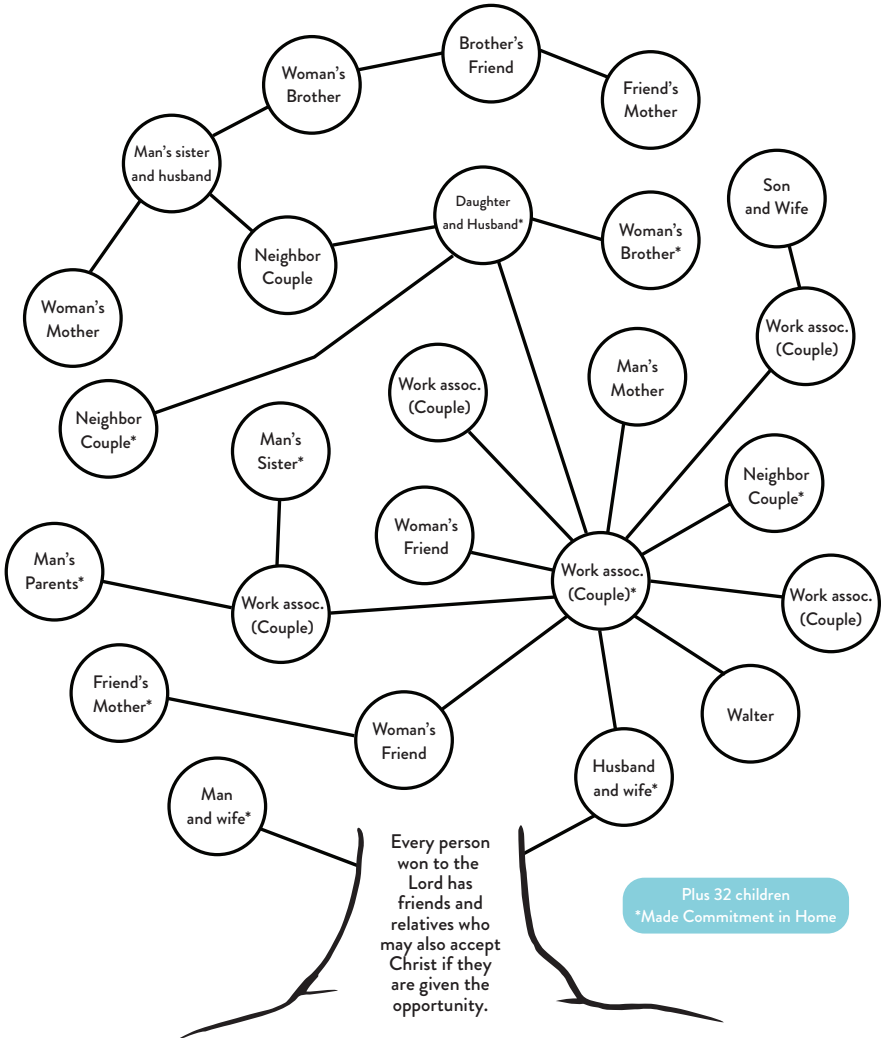 Brother's
Friend
Woman's
Brother
Friend's
Mother
Man's sister
and husband
Son
and Wife
Daughter
and Husband*
Woman's
Brother*
Neighbor
Couple
Woman's
Mother
Work assoc.
(Couple)
Man's
Mother
Work assoc.
(Couple)
Neighbor
Couple*
Man's
Sister*
Neighbor
Couple*
Woman's
Friend
Man's
Parents*
Work assoc.
(Couple)*
Work assoc.
(Couple)
Work assoc.
(Couple)
Friend's
Mother*
Walter
Woman's
Friend
Husband
and wife*
Man
and wife*
Every person
won to the
Lord has
friends and
relatives who
may also accept
Christ if they
are given the
opportunity.
Plus 32 children
*Made Commitment in Home